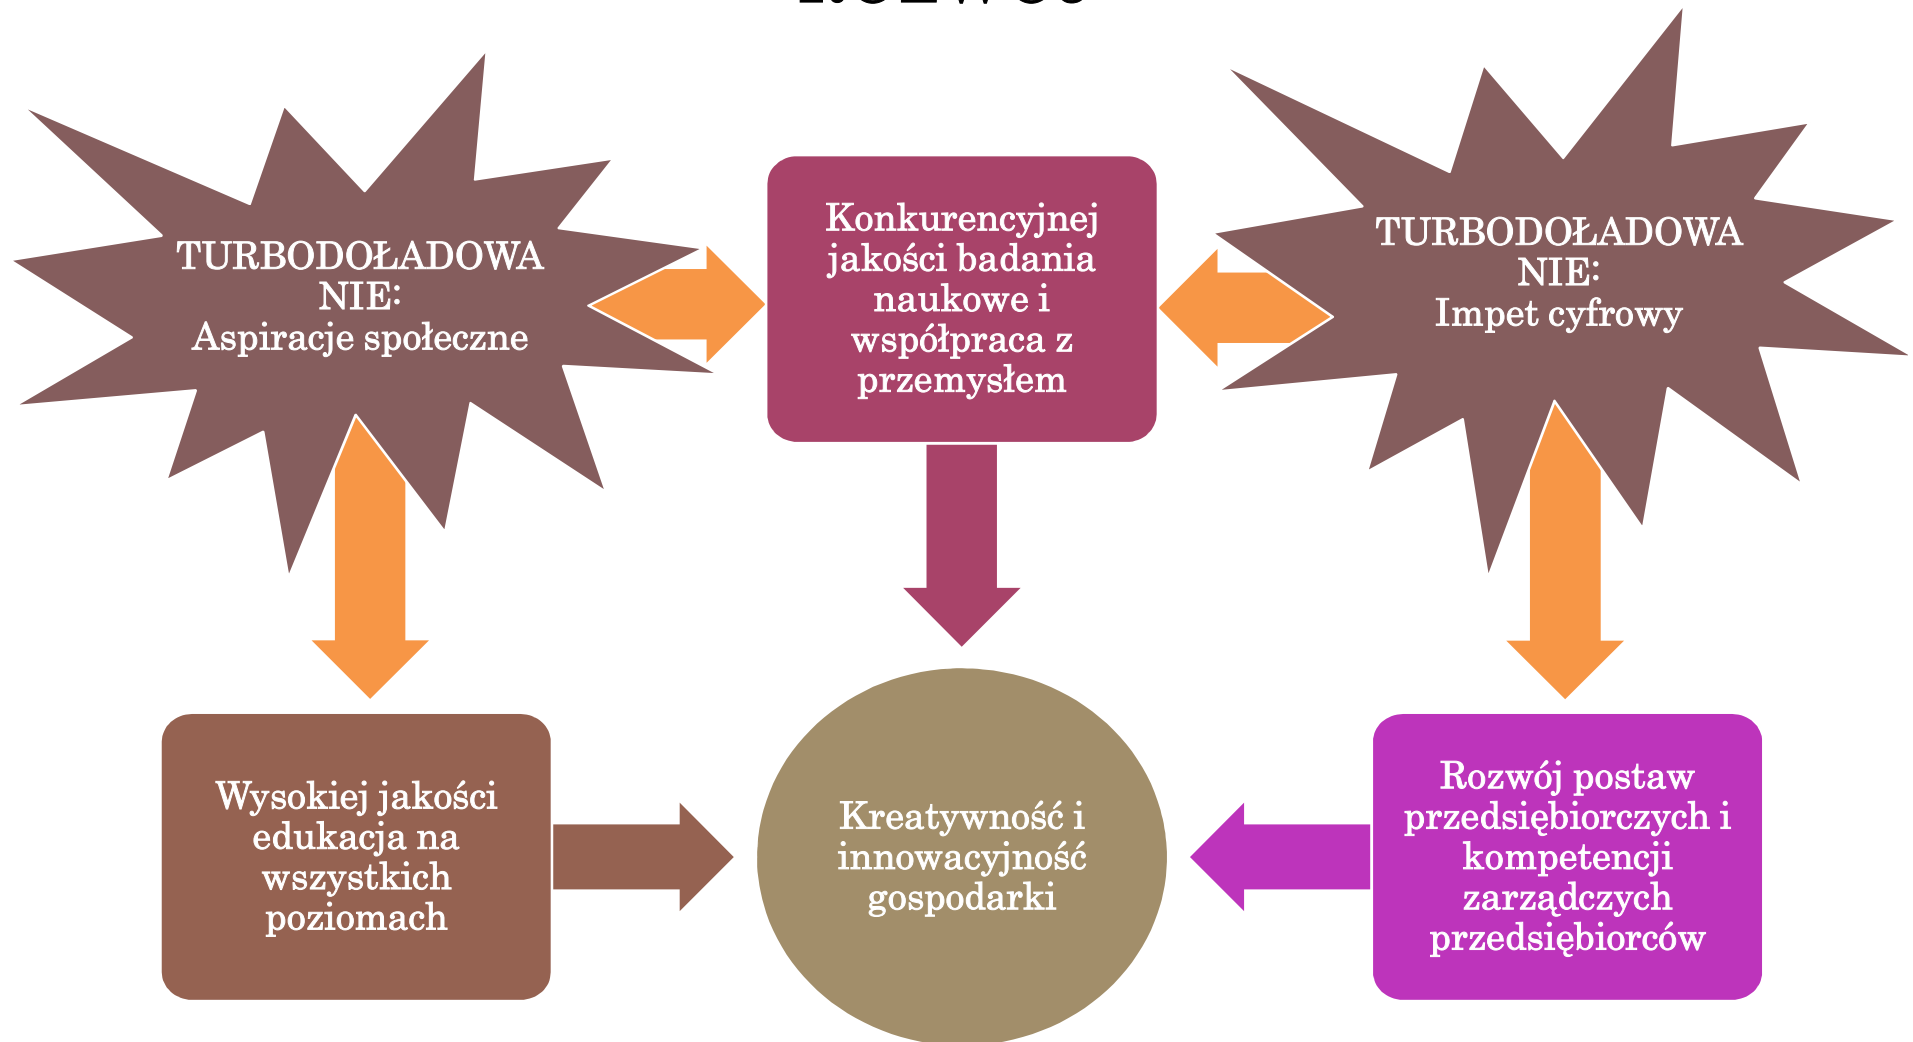 TURBODOŁADOWA
NIE:
Aspiracje społeczne
Konkurencyjnej
jakości badania
naukowe i
współpraca z
przemysłem
TURBODOŁADOWA
NIE:
Impet cyfrowy
Wysokiej jakości
edukacja na
wszystkich
poziomach
Kreatywność i
innowacyjność
gospodarki
Rozwój postaw
przedsiębiorczych i
kompetencji
zarządczych
przedsiębiorców